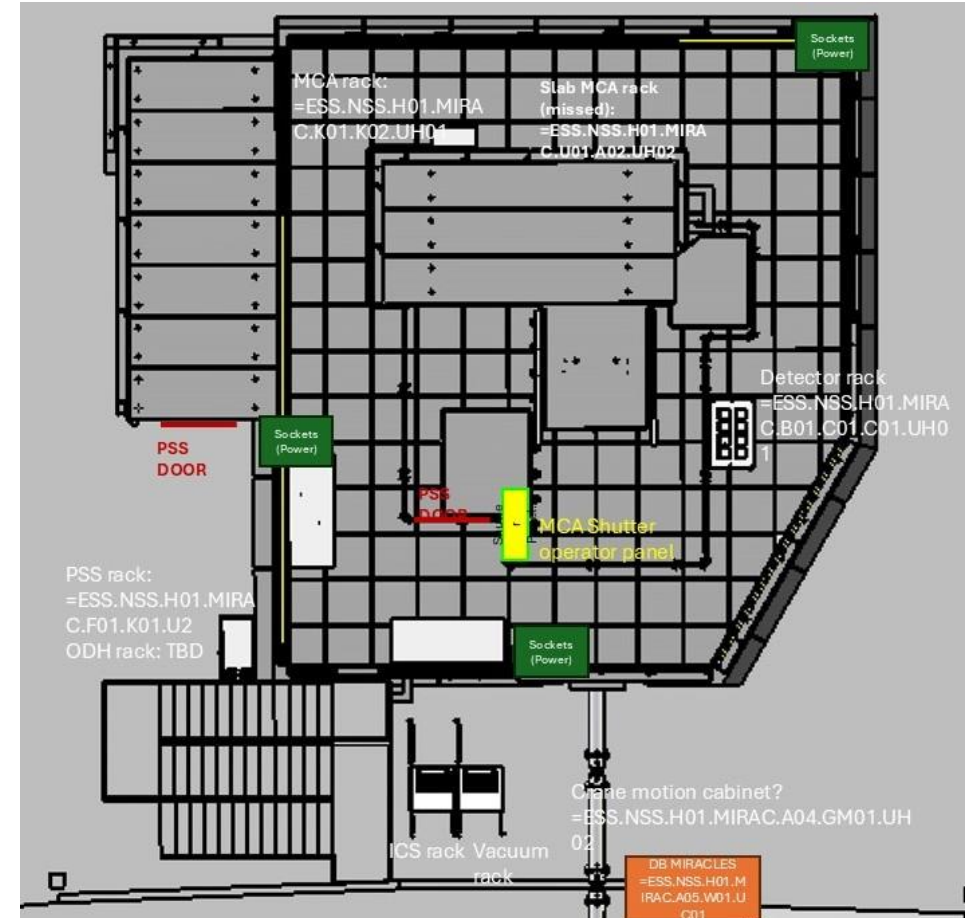 Sockets
(Power)
MCA rack:
=ESS.NSS.H01.MIRA
C.K01.K02.UH01
Slab MCA rack
(missed):
=ESS.NSS.H01.MIRA
C.U01.A02.UH02
Detector rack
=ESS.NSS.H01.MIRA
C.B01.C01.C01.UH0
1
Sockets
(Power)
PSS
DOOR
PSS
DOOR
MCA Shutter
operator panel
PSS rack:
=ESS.NSS.H01.MIRA
C.F01.K01.U2
ODH rack: TBD
Sockets
(Power)
Crane motion cabinet?
=ESS.NSS.H01.MIRAC.A04.GM01.UH
02
ICS rack Vacuum
rack
DB MIRACLES
=ESS.NSS.H01.M
IRAC.A05.W01.U
C01